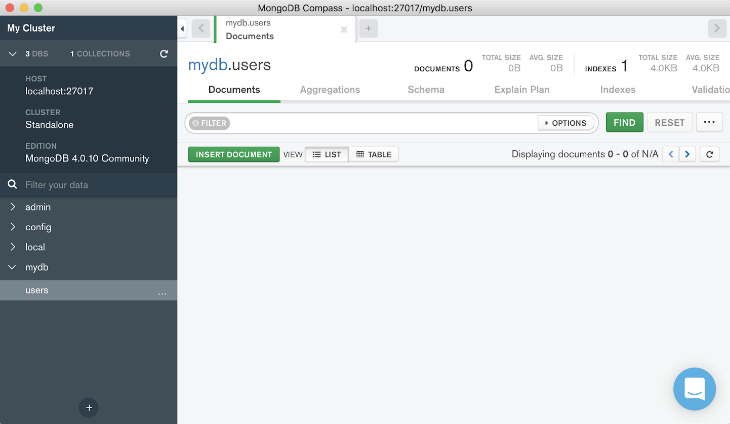 MongoDB Compass - localhost:27017/mydb.users
My Cluster
3 DBS 1 COLLECTIONS
HOST
localhost:27017
CLUSTER
Standalone
EDITION
MongoDB 4.0.10 Community
Filter your data
admin
config
local
mydb
users ...
mydb.users
Documents
mydb.users
DOCUMENTS 0 TOTAL SIZE 0B AVG. SIZE 0B
INDEXES 1 TOTAL SIZE 4.0KB AVG. SIZE 4.0KB
Documents Aggregations Schema Explain Plan Indexes Validatio
FILTER OPTIONS FIND RESET ...
INSERT DOCUMENT VIEW LIST TABLE Displaying documents 0 - 0 of N/A